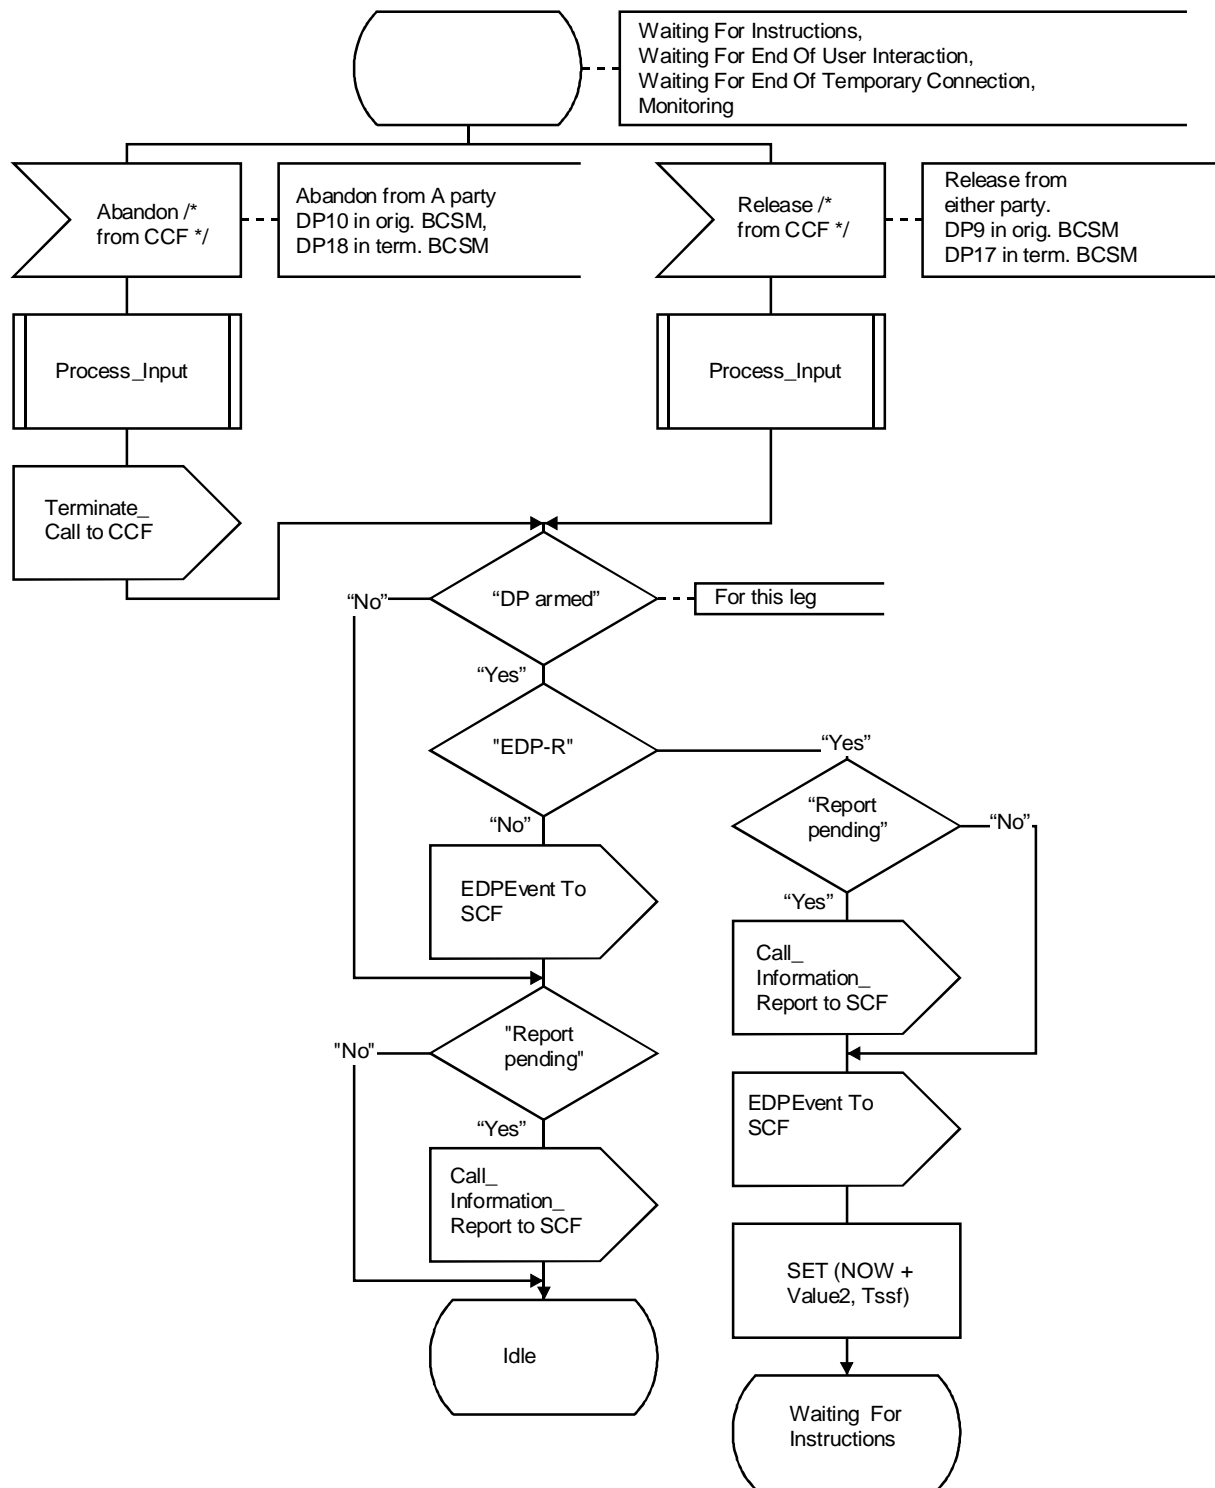 Waiting For Instructions,
Waiting For End Of User Interaction,
Waiting For End Of Temporary Connection,
Monitoring
Abandon /*
from CCF */
Abandon from A party
DP10 in orig. BCSM,
DP18 in term. BCSM
Release /*
from CCF */
Release from
either party.
DP9 in orig. BCSM
DP17 in term. BCSM
Process_Input
Process_Input
Terminate_
Call to CCF
“No”
“DP armed”
For this leg
“Yes”
"EDP-R"
“Yes”
“No”
“Report
pending”
“No”
EDPEvent To
SCF
“Yes”
Call_
Information_
Report to SCF
"No"
"Report
pending"
“Yes”
EDPEvent To
SCF
Call_
Information_
Report to SCF
SET (NOW +
Value2, Tssf)
Idle
Waiting For
Instructions